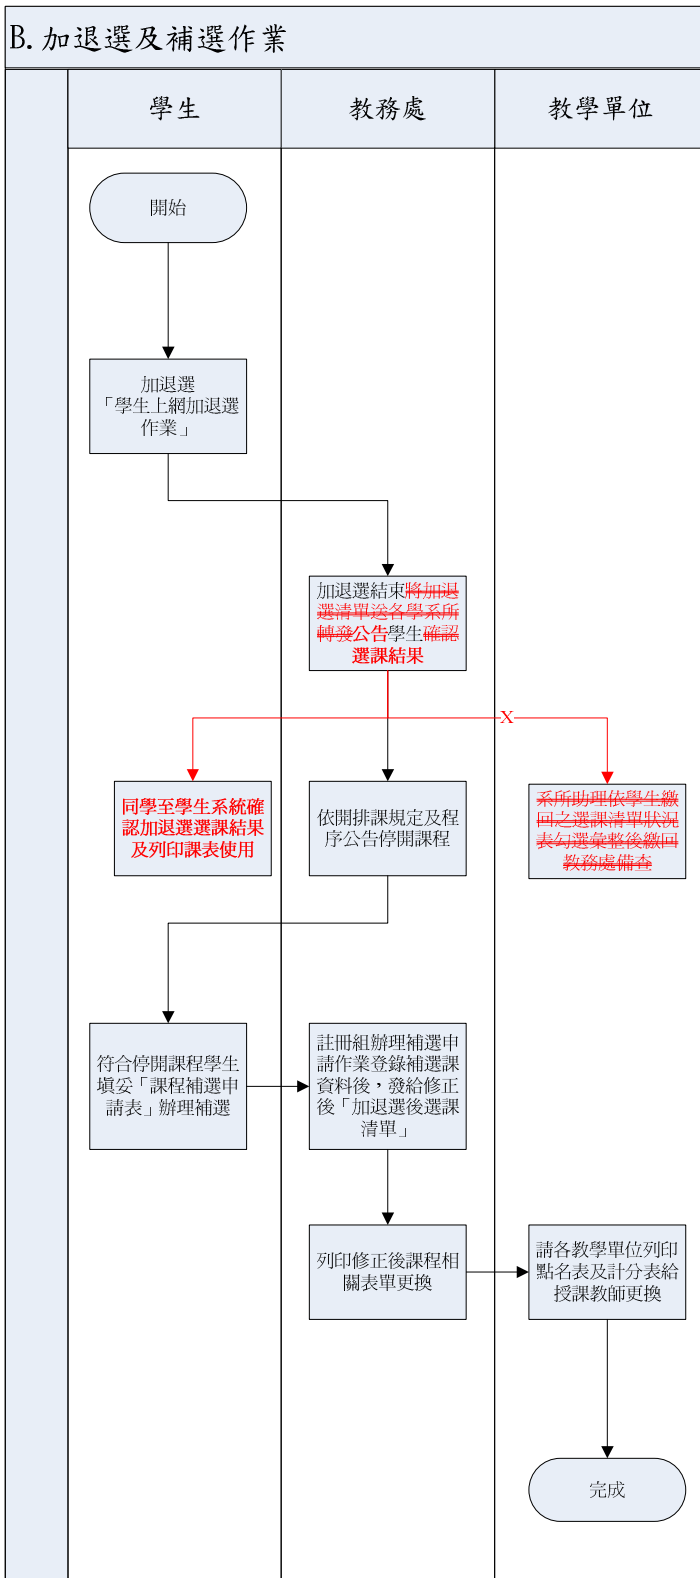 B. 加退選及補選作業
學生
教務處
教學單位
開始
加退選
「學生上網加退選
作業」
加退選結束將加退
選清單送各學系所
轉發公告學生確認
選課結果
X
同學至學生系統確
認加退選選課結果
及列印課表使用
依開排課規定及程
序公告停開課程
系所助理依學生繳
回之選課清單狀況
表勾選彙整後繳回
教務處備查
符合停開課程學生
填妥「課程補選申
請表」辦理補選
註冊組辦理補選申
請作業登錄補選課
資料後，發給修正
後「加退選後選課
清單」
列印修正後課程相
關表單更換
請各教學單位列印
點名表及計分表給
授課教師更換
完成